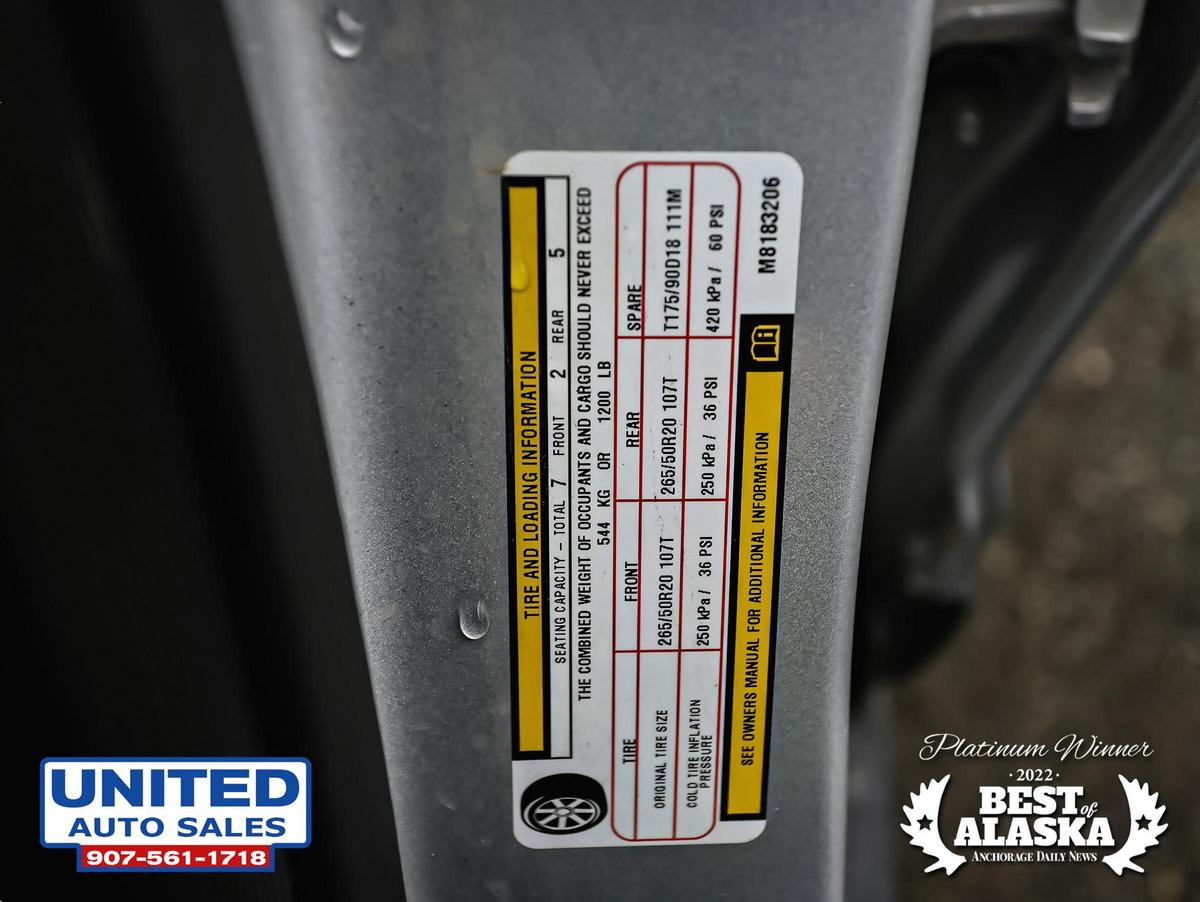 TIRE AND LOADING INFORMATION
SEATING CAPACITY – TOTAL 7 FRONT 2 REAR 5
THE COMBINED WEIGHT OF OCCUPANTS AND CARGO SHOULD NEVER EXCEED
544 KG OR 1200 LB
TIRE FRONT REAR SPARE
ORIGINAL TIRE SIZE 265/50R20 107T 265/50R20 107T T175/90D18 111M
COLD TIRE INFLATION PRESSURE 250 kPa / 36 PSI 250 kPa / 36 PSI 420 kPa / 60 PSI
SEE OWNERS MANUAL FOR ADDITIONAL INFORMATION
M8183206
UNITED
AUTO SALES
907-561-1718
Platinum Winner
·2022·
BEST of
ALASKA
ANCHORAGE DAILY NEWS